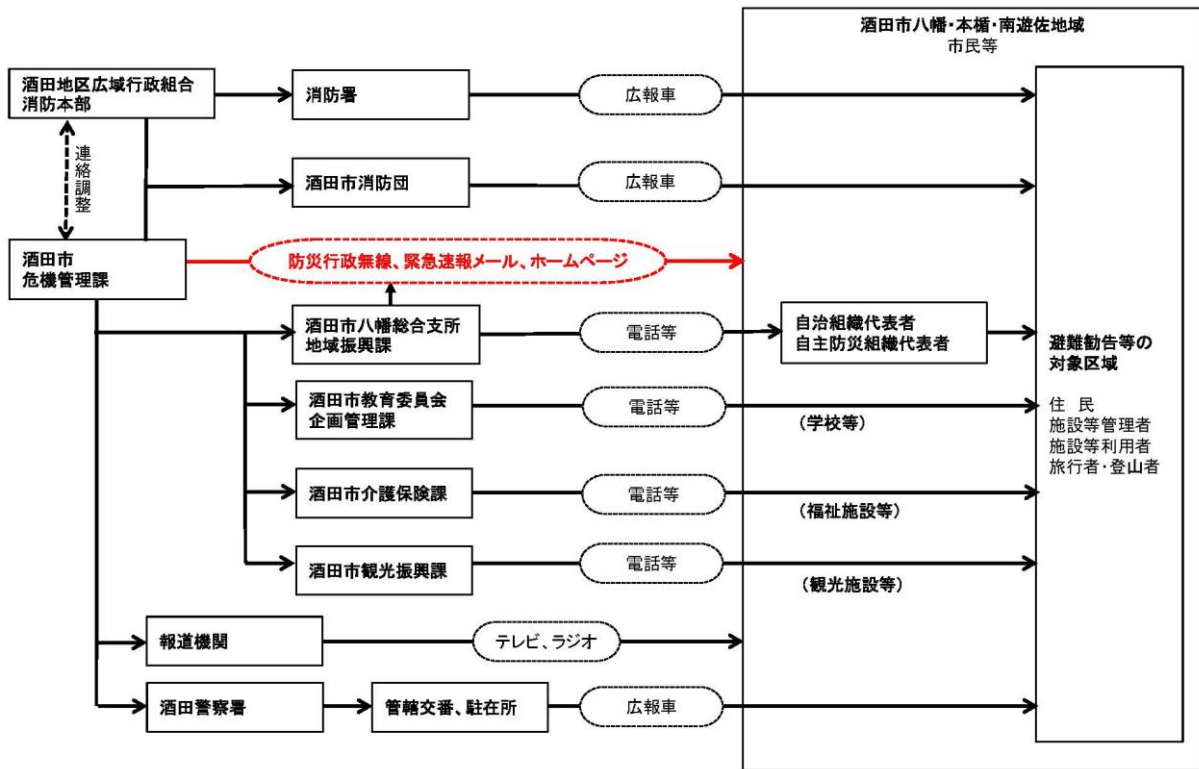 酒田市八幡・本楯・南遊佐地域
市民等
酒田地区広域行政組合
消防本部
消防署
広報車
連絡調整
酒田市消防団
広報車
酒田市
危機管理課
防災行政無線、緊急速報メール、ホームページ
酒田市八幡総合支所
地域振興課
電話等
自治組織代表者
自主防災組織代表者
避難勧告等の
対象区域
住　民
施設等管理者
施設等利用者
旅行者・登山者
酒田市教育委員会
企画管理課
電話等
(学校等)
酒田市介護保険課
電話等
(福祉施設等)
酒田市観光振興課
電話等
(観光施設等)
報道機関
テレビ、ラジオ
酒田警察署
管轄交番、駐在所
広報車